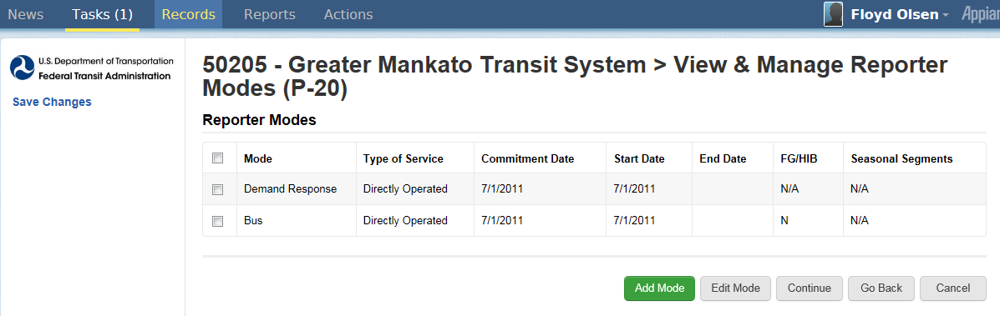 News Tasks (1) Records Reports Actions Floyd Olsen Appian
U.S. Department of Transportation
Federal Transit Administration
Save Changes
50205 - Greater Mankato Transit System > View & Manage Reporter
Modes (P-20)
Reporter Modes
Mode Type of Service Commitment Date Start Date End Date FG/HIB Seasonal Segments
Demand Response Directly Operated 7/1/2011 7/1/2011 N/A N/A
Bus Directly Operated 7/1/2011 7/1/2011 N N/A
Add Mode Edit Mode Continue Go Back Cancel